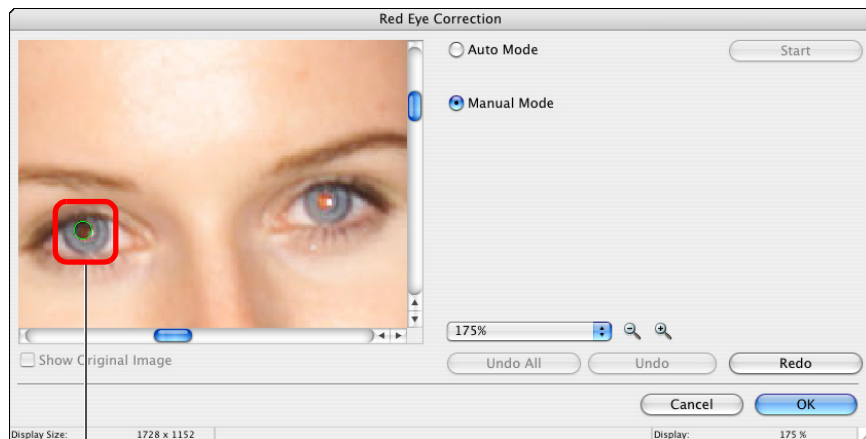 Red Eye Correction
Auto Mode
Start
Manual Mode
175%
Show Original Image
Undo All
Undo
Redo
Cancel
OK
Display Size: 1728 x 1152
Display: 175 %